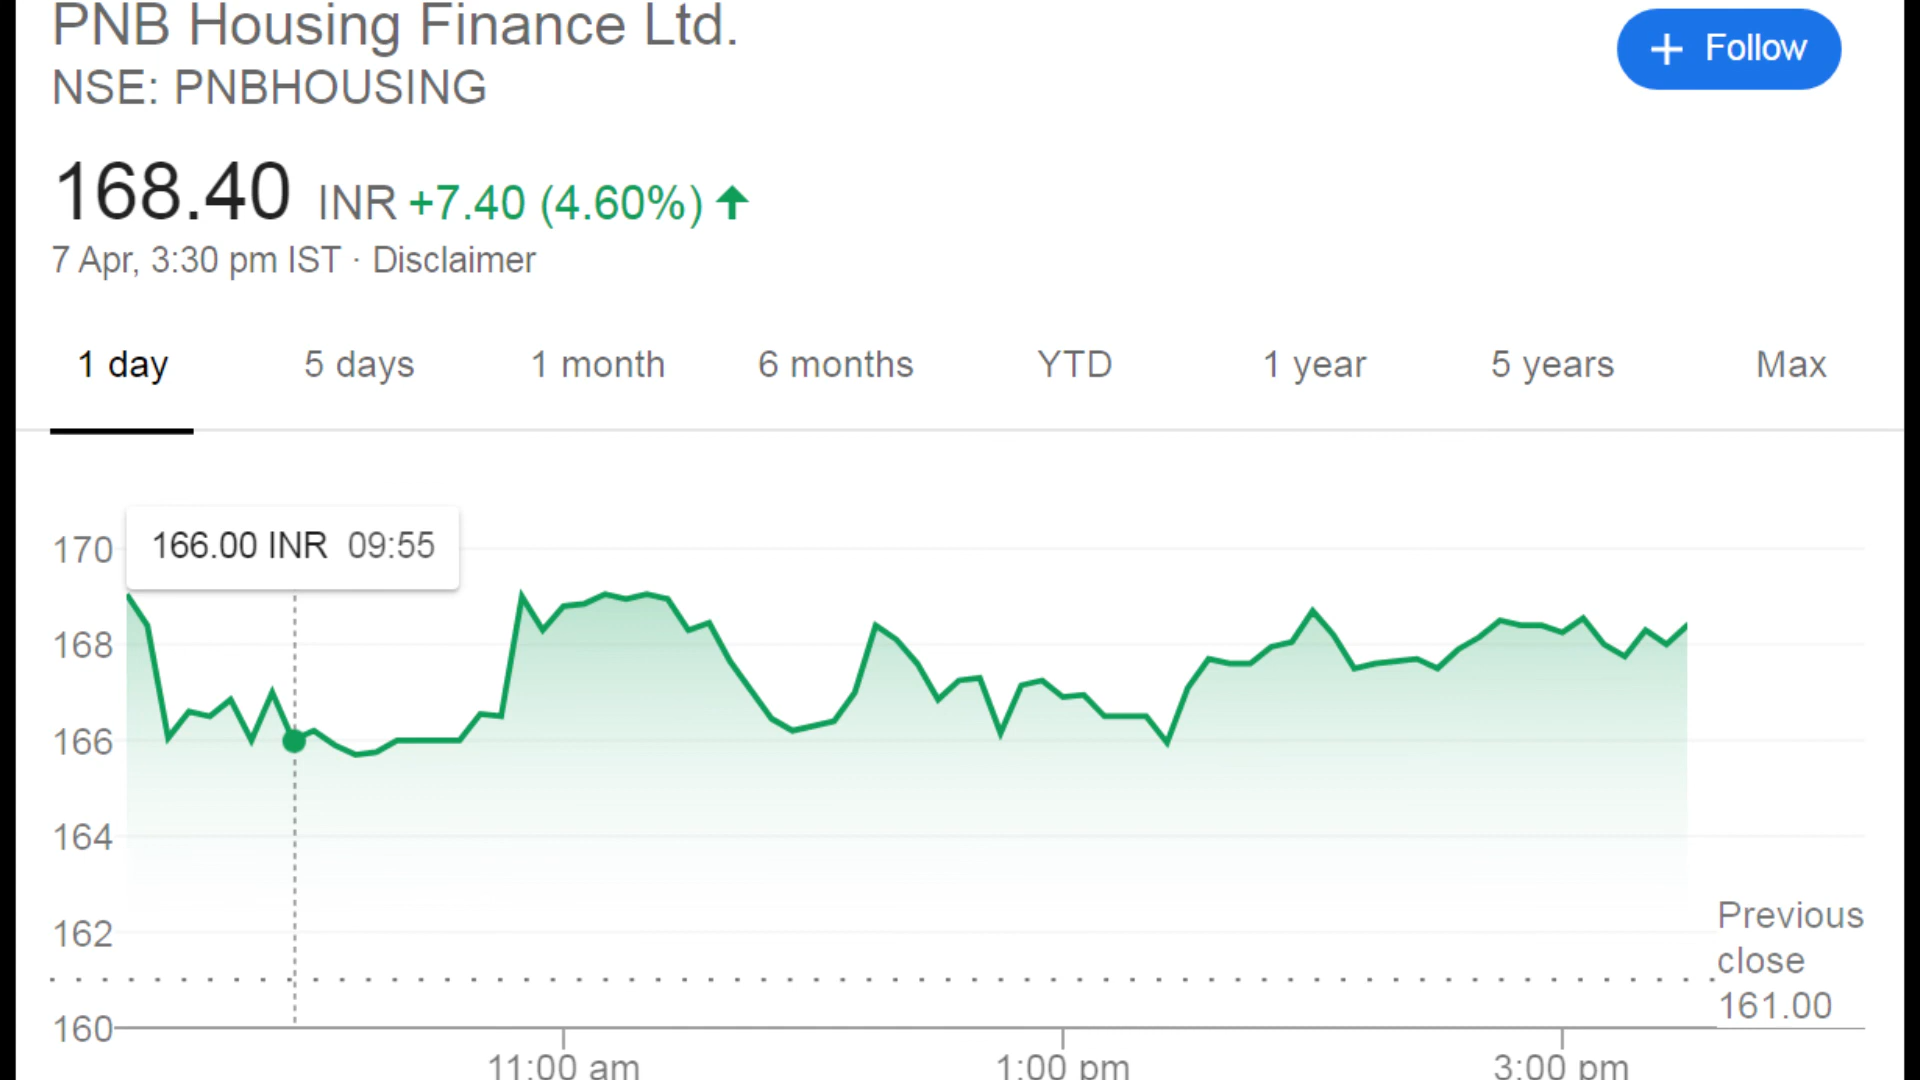 PNB Housing Finance Ltd.
+ Follow
NSE: PNBHOUSING
168.40 INR +7.40 (4.60%)
7 Apr, 3:30 pm IST · Disclaimer
1 day 5 days 1 month 6 months YTD 1 year 5 years Max
166.00 INR 09:55
170
168
166
164
162
160
Previous
close
161.00
11:00 am 1:00 pm 3:00 pm